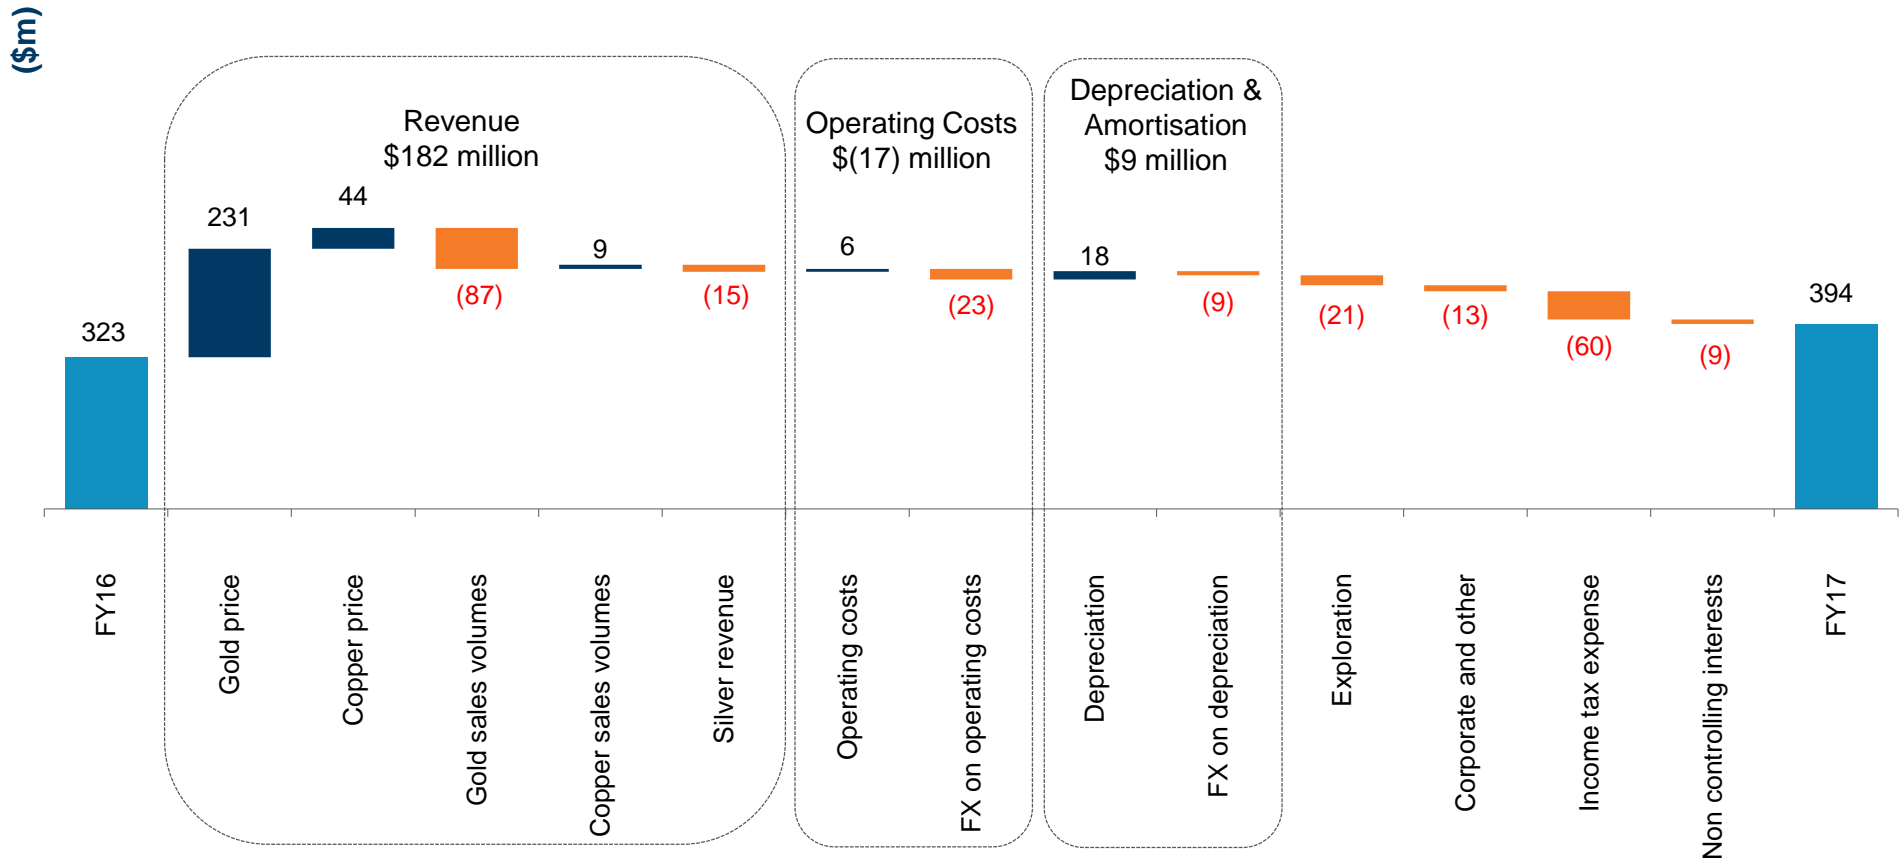 ($m)
Revenue
$182 million
Operating Costs
$(17) million
Depreciation &
Amortisation
$9 million
323
231
44
(87)
9
(15)
6
(23)
18
(9)
(21)
(13)
(60)
(9)
394
FY16
Gold price
Copper price
Gold sales volumes
Copper sales volumes
Silver revenue
Operating costs
FX on operating costs
Depreciation
FX on depreciation
Exploration
Corporate and other
Income tax expense
Non controlling interests
FY17